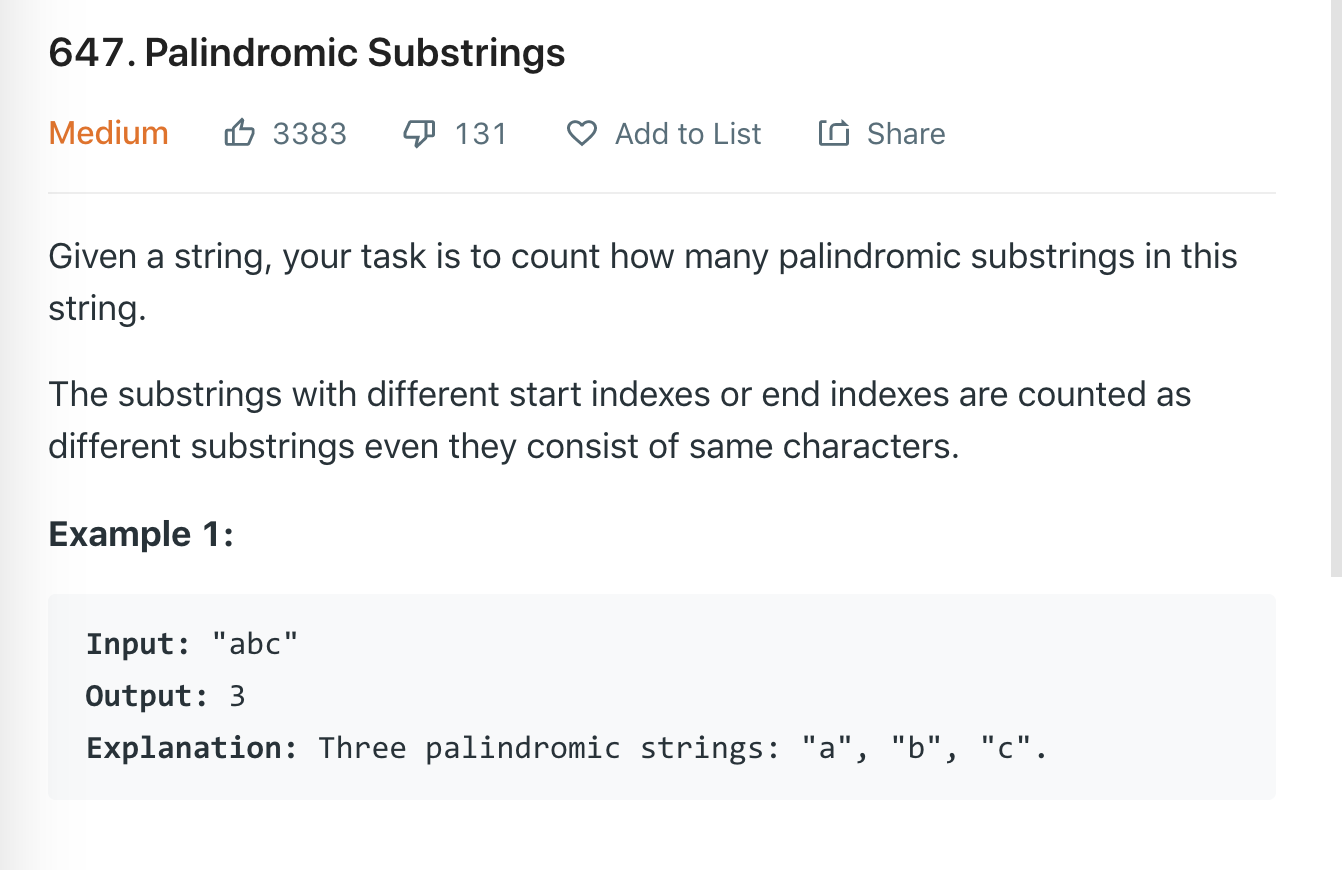 647. Palindromic Substrings
Medium 3383 131 Add to List Share
Given a string, your task is to count how many palindromic substrings in this
string.
The substrings with different start indexes or end indexes are counted as
different substrings even they consist of same characters.
Example 1:
Input: "abc"
Output: 3
Explanation: Three palindromic strings: "a", "b", "c".